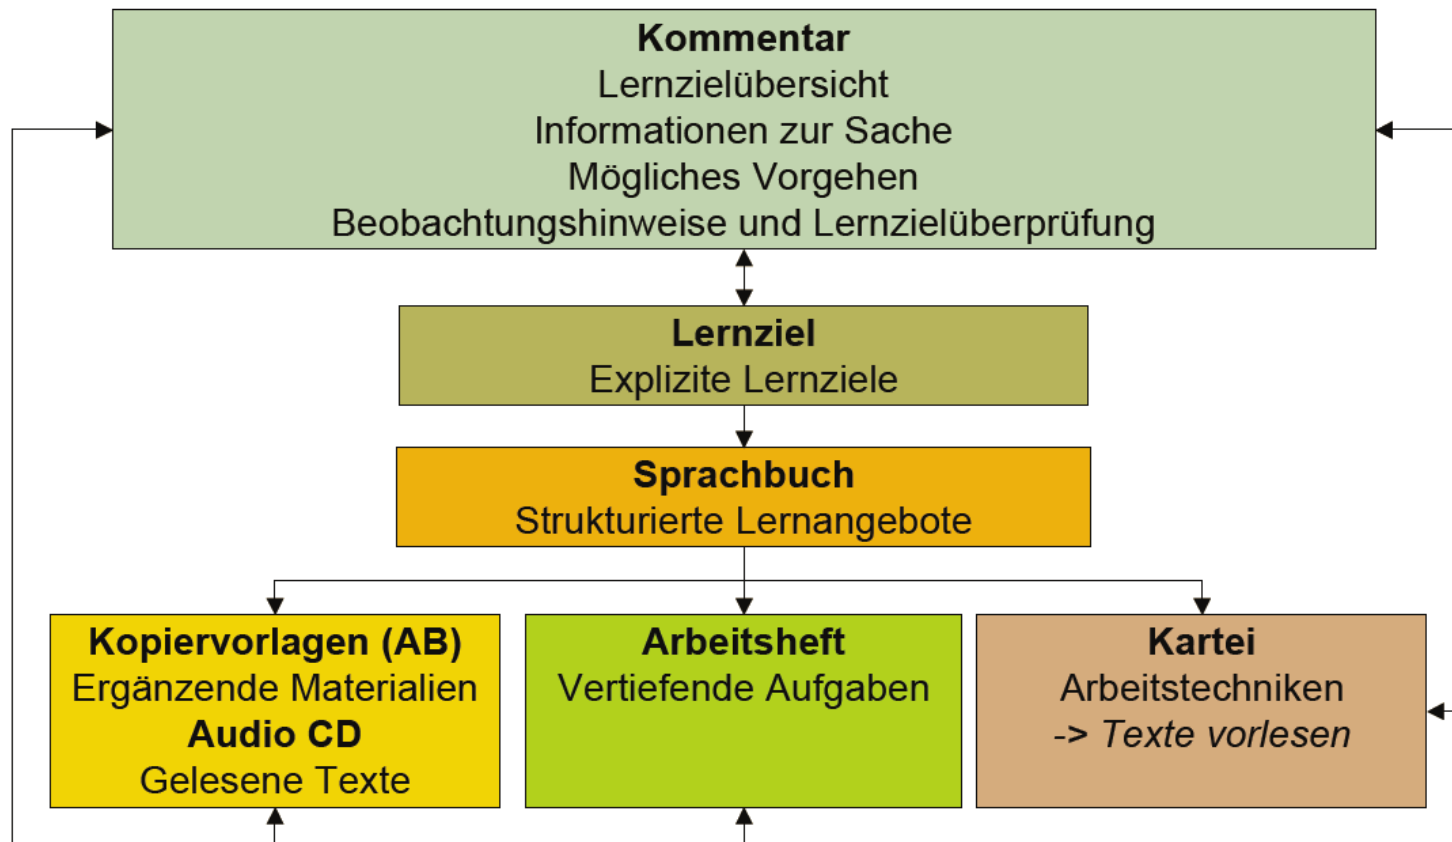 Kommentar
Lernzielübersicht
Informationen zur Sache
Mögliches Vorgehen
Beobachtungshinweise und Lernzielüberprüfung
Lernziel
Explizite Lernziele
Sprachbuch
Strukturierte Lernangebote
Kopiervorlagen (AB)
Ergänzende Materialien
Audio CD
Gelesene Texte
Arbeitsheft
Vertiefende Aufgaben
Kartei
Arbeitstechniken
-> Texte vorlesen